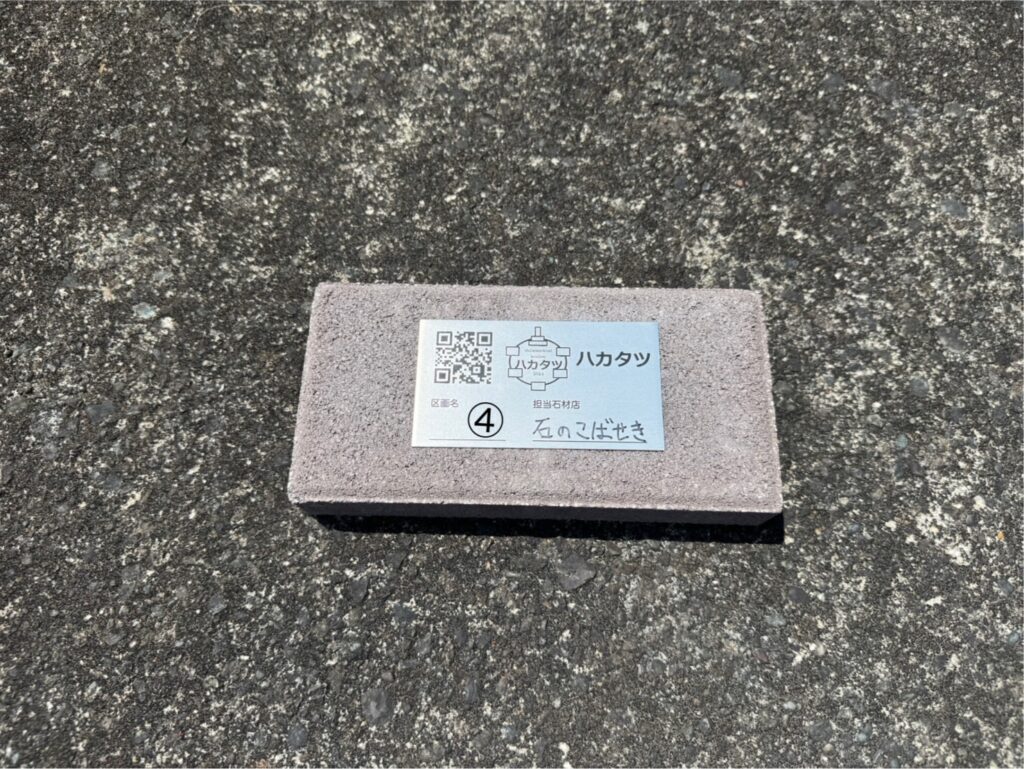 ハカタツ
ハカタツ
区画名
担当石材店
④
石のこばせき